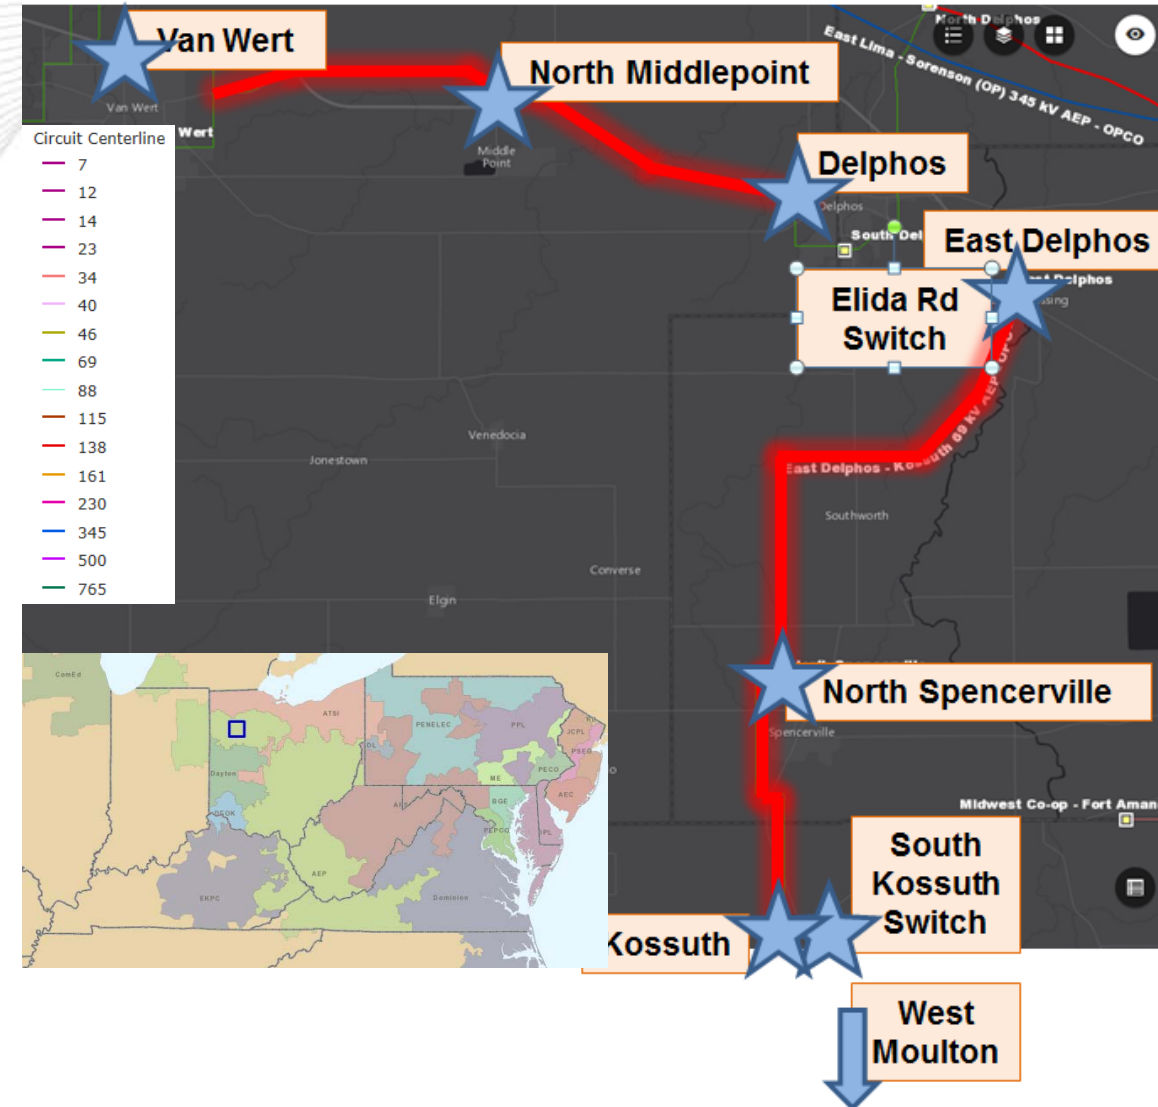 Van Wert
North Middlepoint
North Delphos
East Lima - Sorenson (OP) 345 kV AEP - OPCO
Van Wert
Wert
Middle
Point
Delphos
Delphos
South Del
East Delphos
East Delphos
Elida Rd
Switch
Circuit Centerline
7
12
14
23
34
40
46
69
88
115
138
161
230
345
500
765
East Delphos - Kossuth 69 kV AEP - OPC
Venedocia
Jonestown
Southworth
Converse
Elgin
North Spencerville
Spencerville
Midwest Co-op - Fort Aman
South
Kossuth
Switch
Kossuth
West
Moulton
ComEd
ATSI
PENELEC
PPL
JCPL
PSEG
DL
ME
PECO
Dayton
AEC
BGE
DEOK
PEPCO
DPL
AEP
EKPC
Dominion